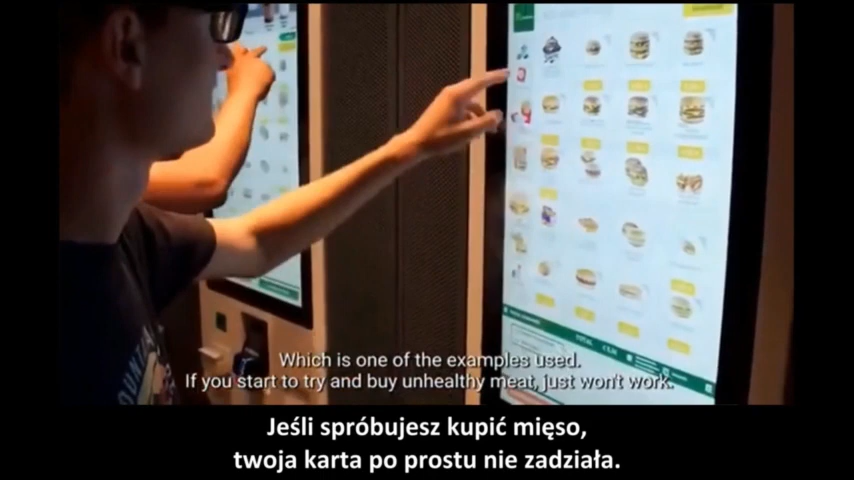 TOTAL
Which is one of the examples used.
If you start to try and buy unhealthy meat, just won't work.
Jeśli spróbujesz kupić mięso,
twoja karta po prostu nie zadziała.